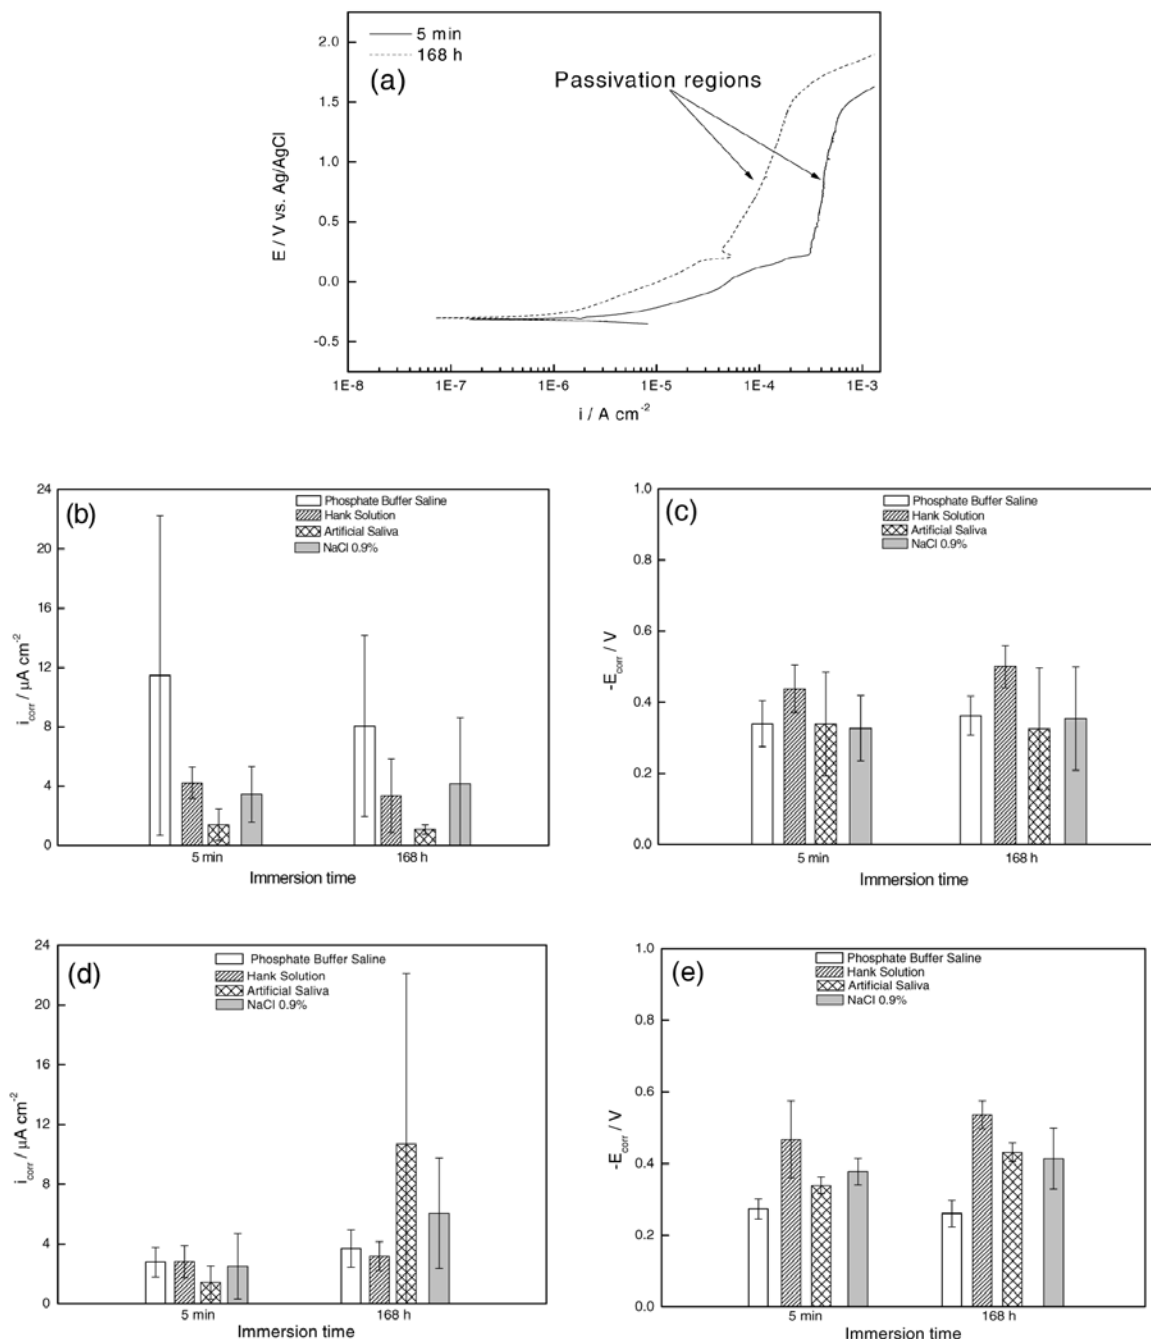 5 min
168 h
(a)
Passivation regions
2.0
1.5
1.0
0.5
0.0
-0.5
E / V vs. Ag/AgCl
1E-8 1E-7 1E-6 1E-5 1E-4 1E-3
i / A cm-2
(b)
Phosphate Buffer Saline
Hank Solution
Artificial Saliva
NaCl 0.9%
24
20
16
12
8
4
0
icorr / μA cm-2
5 min 168 h
Immersion time
(c)
Phosphate Buffer Saline
Hank Solution
Artificial Saliva
NaCl 0.9%
1.0
0.8
0.6
0.4
0.2
0.0
-Ecorr / V
5 min 168 h
Immersion time
(d)
Phosphate Buffer Saline
Hank Solution
Artificial Saliva
NaCl 0.9%
24
20
16
12
8
4
0
icorr / μA cm-2
5 min 168 h
Immersion time
(e)
Phosphate Buffer Saline
Hank Solution
Artificial Saliva
NaCl 0.9%
1.0
0.8
0.6
0.4
0.2
0.0
-Ecorr / V
5 min 168 h
Immersion time